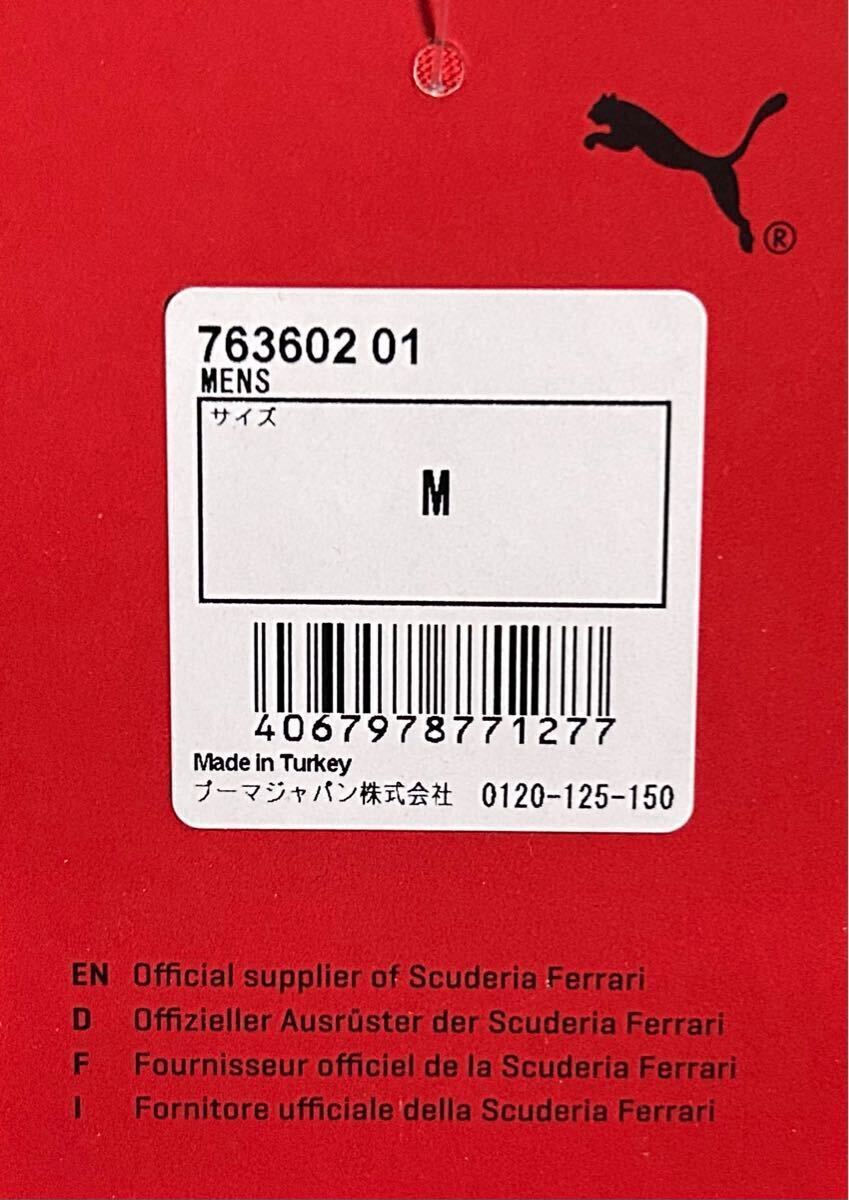 ®
763602 01
MENS
サイズ
M
4067978771277
Made in Turkey
プーマジャパン株式会社 0120-125-150
EN Official supplier of Scuderia Ferrari
D Offizieller Ausrüster der Scuderia Ferrari
F Fournisseur officiel de la Scuderia Ferrari
I Fornitore ufficiale della Scuderia Ferrari